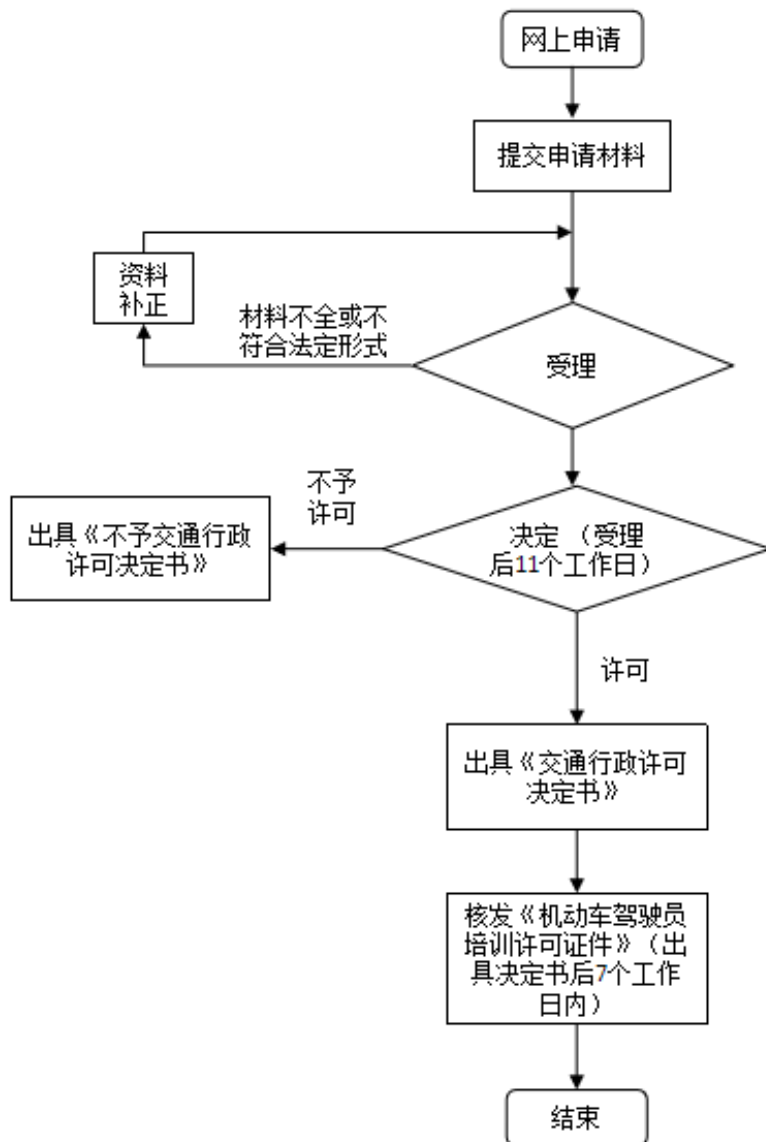 网上申请
提交申请材料
资料
补正
材料不全或不
符合法定形式
受理
不予
许可
出具《不予交通行政
许可决定书》
决定 （受理
后11个工作日）
许可
出具《交通行政许可
决定书》
核发《机动车驾驶员
培训许可证件》（出
具决定书后7个工作
日内）
结束